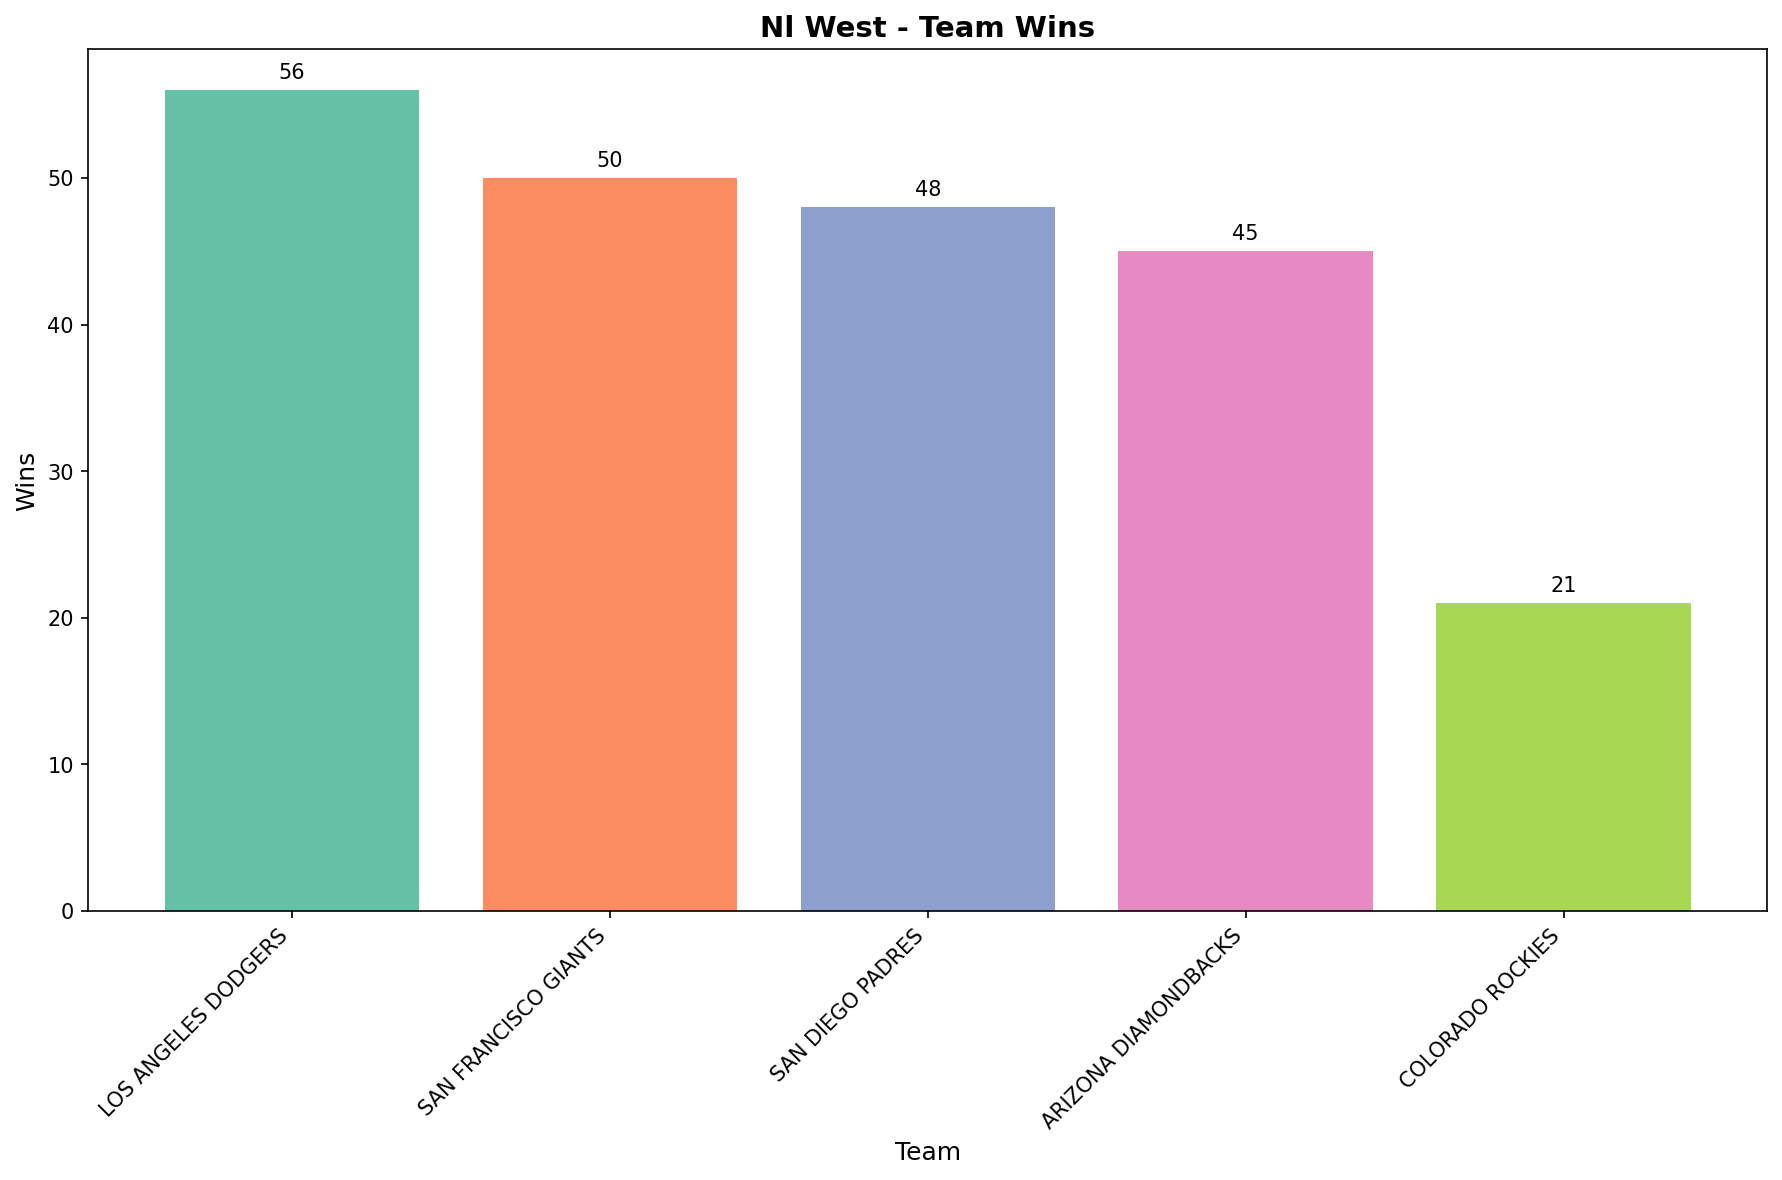 Nl West - Team Wins
56
50
48
45
21
50
40
30
20
10
0
Wins
LOS ANGELES DODGERS
SAN FRANCISCO GIANTS
SAN DIEGO PADRES
ARIZONA DIAMONDBACKS
COLORADO ROCKIES
Team